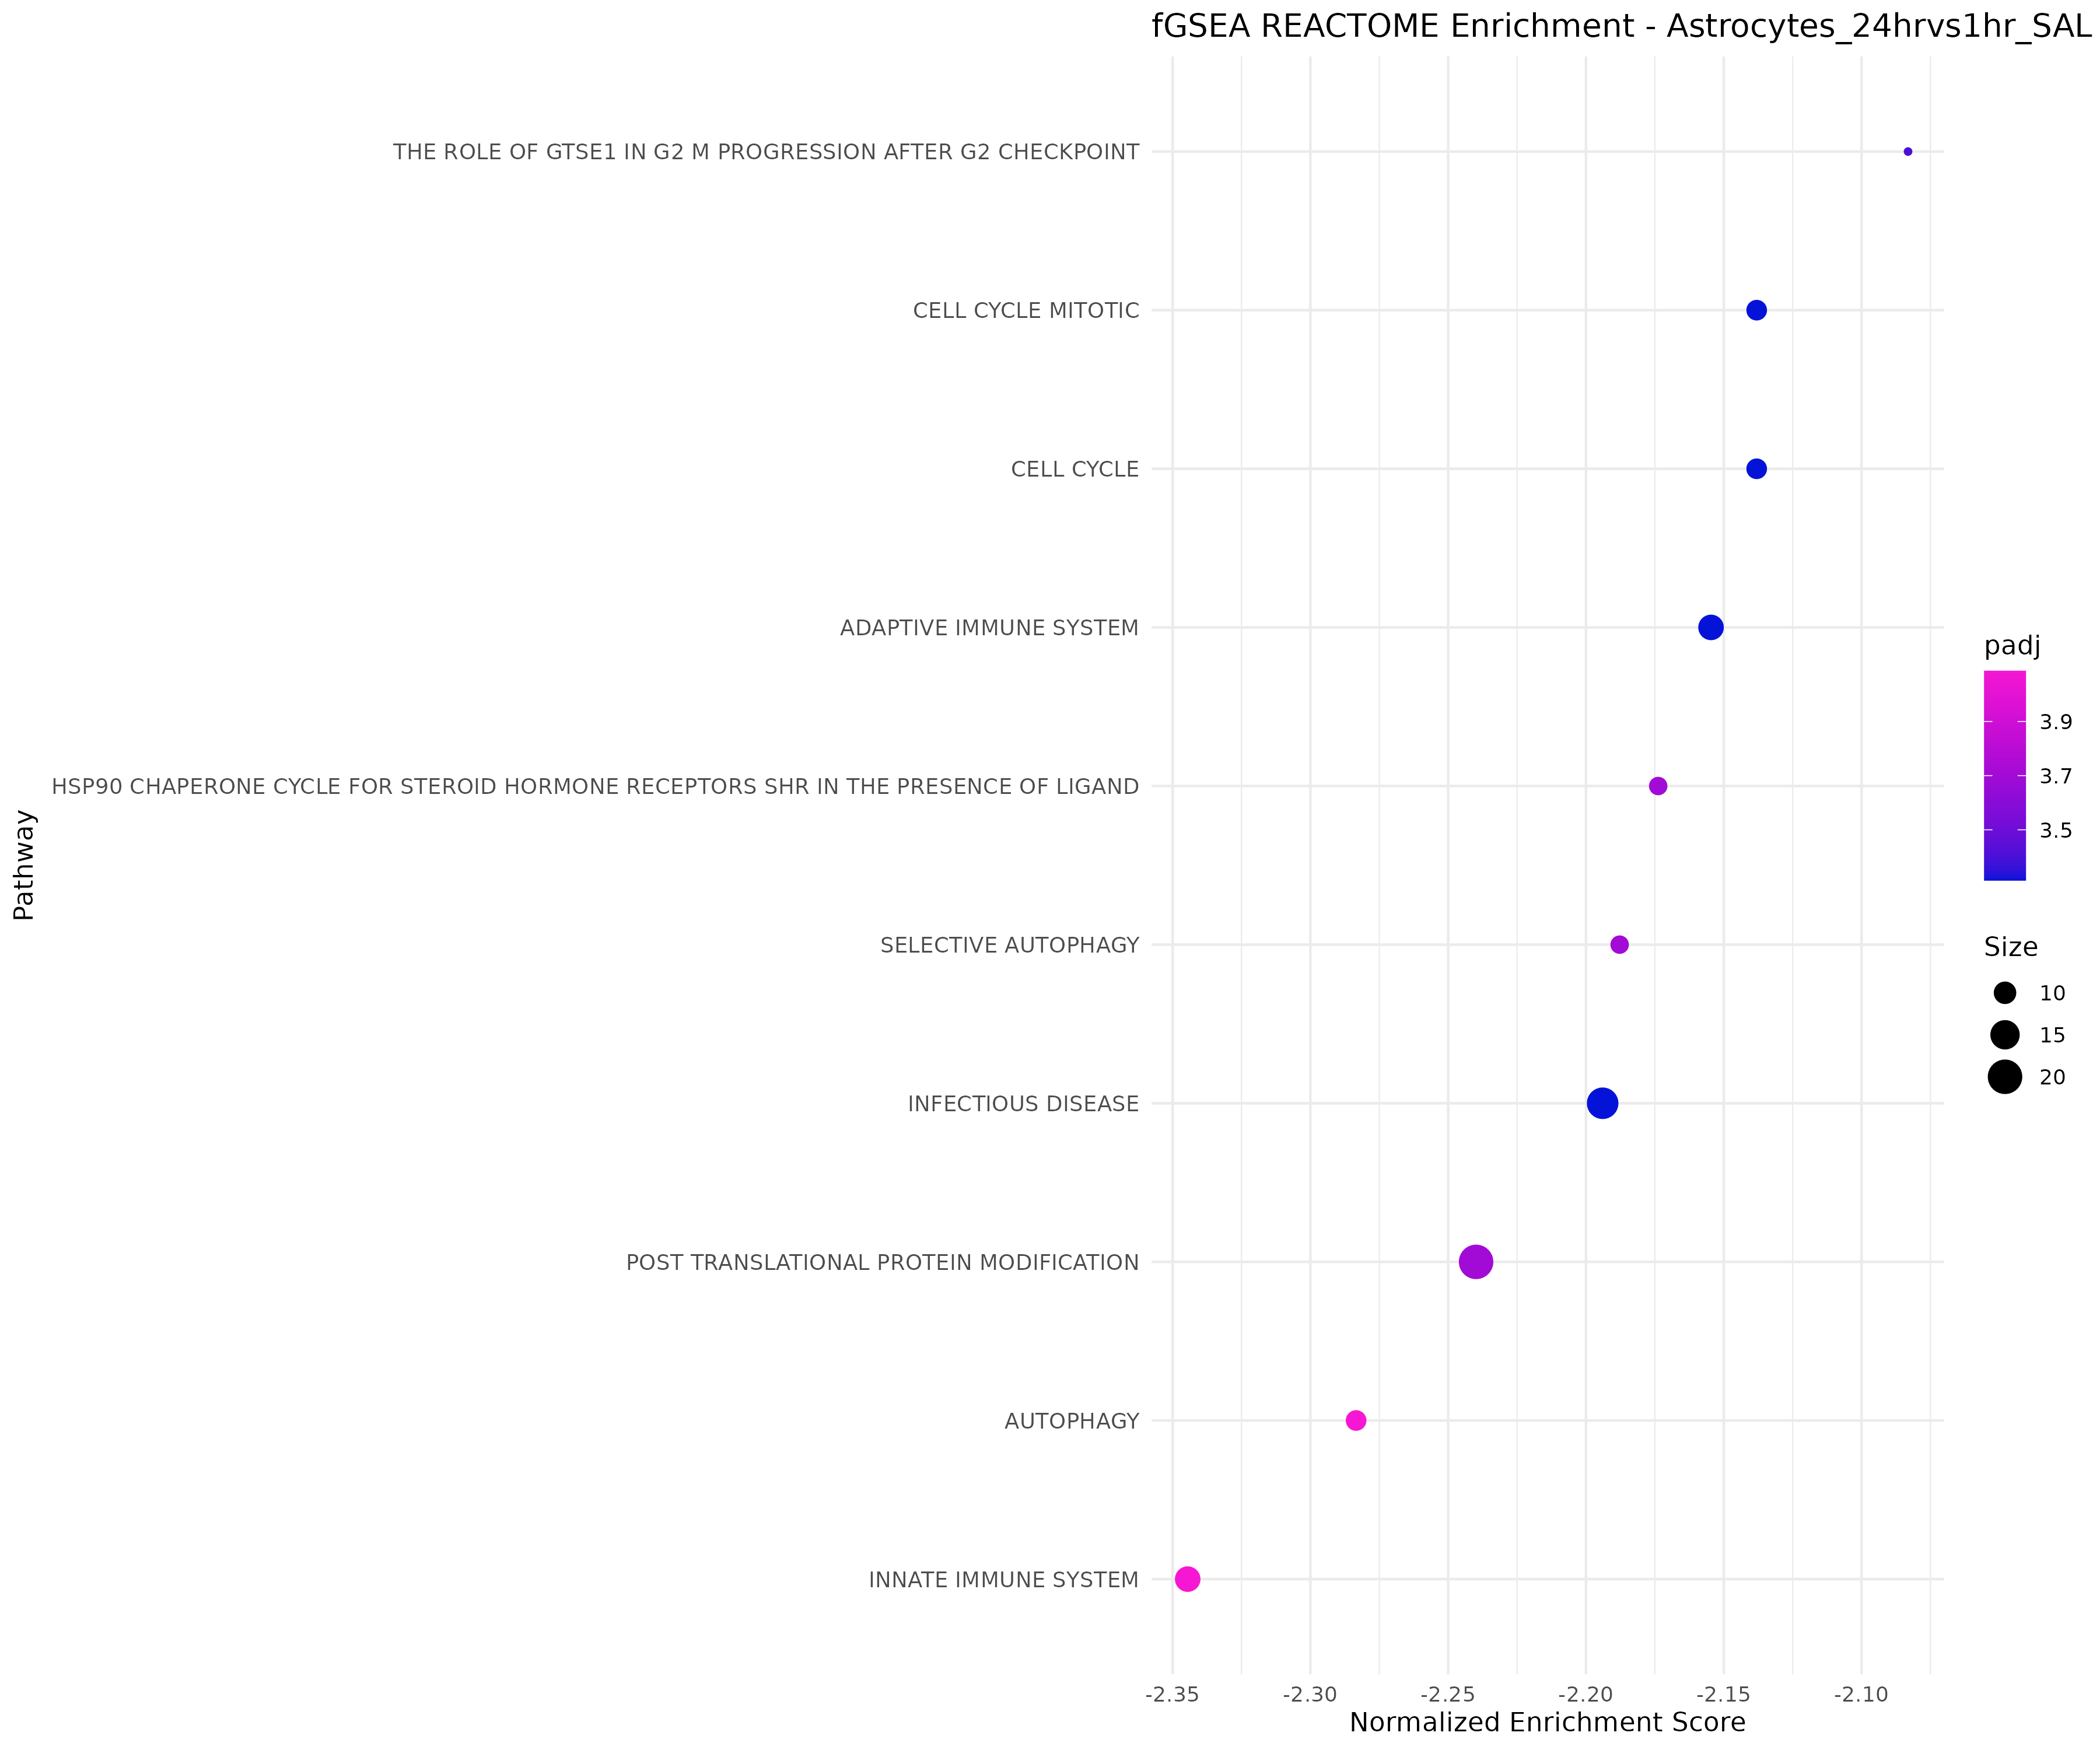 fGSEA REACTOME Enrichment - Astrocytes_24hrvs1hr_SAL
THE ROLE OF GTSE1 IN G2 M PROGRESSION AFTER G2 CHECKPOINT
CELL CYCLE MITOTIC
CELL CYCLE
ADAPTIVE IMMUNE SYSTEM
HSP90 CHAPERONE CYCLE FOR STEROID HORMONE RECEPTORS SHR IN THE PRESENCE OF LIGAND
SELECTIVE AUTOPHAGY
INFECTIOUS DISEASE
POST TRANSLATIONAL PROTEIN MODIFICATION
AUTOPHAGY
INNATE IMMUNE SYSTEM
Pathway
-2.35 -2.30 -2.25 -2.20 -2.15 -2.10
Normalized Enrichment Score
padj
3.9
3.7
3.5
Size
10
15
20